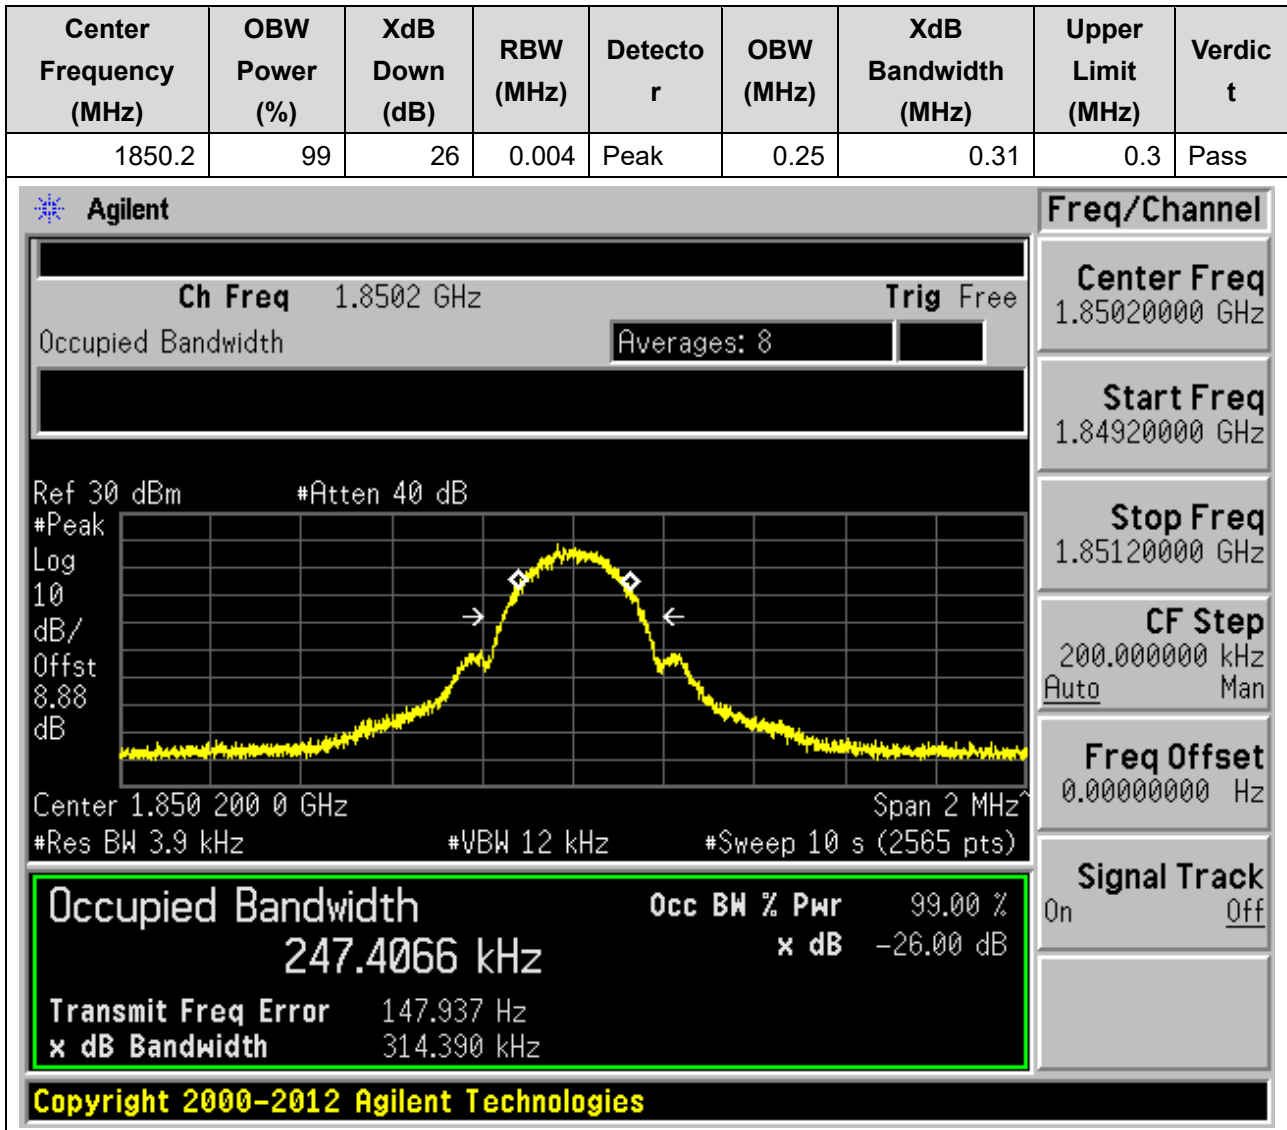 Center Frequency (MHz) OBW Power (%) XdB Down (dB) RBW (MHz) Detecto r OBW (MHz) XdB Bandwidth (MHz) Upper Limit (MHz) Verdic t
1850.2 99 26 0.004 Peak 0.25 0.31 0.3 Pass
Agilent
Freq/Channel
Ch Freq 1.8502 GHz Trig Free
Occupied Bandwidth Averages: 8
Center Freq
1.85020000 GHz
Start Freq
1.84920000 GHz
Stop Freq
1.85120000 GHz
CF Step
200.000000 kHz
Auto Man
Freq Offset
0.00000000 Hz
Signal Track
On Off
Ref 30 dBm #Atten 40 dB
#Peak
Log
10
dB/
Offst
8.88
dB
Center 1.850 200 0 GHz Span 2 MHz^
#Res BW 3.9 kHz #VBW 12 kHz #Sweep 10 s (2565 pts)
Occupied Bandwidth Occ BW % Pwr 99.00 %
247.4066 kHz x dB -26.00 dB
Transmit Freq Error 147.937 Hz
x dB Bandwidth 314.390 kHz
Copyright 2000-2012 Agilent Technologies